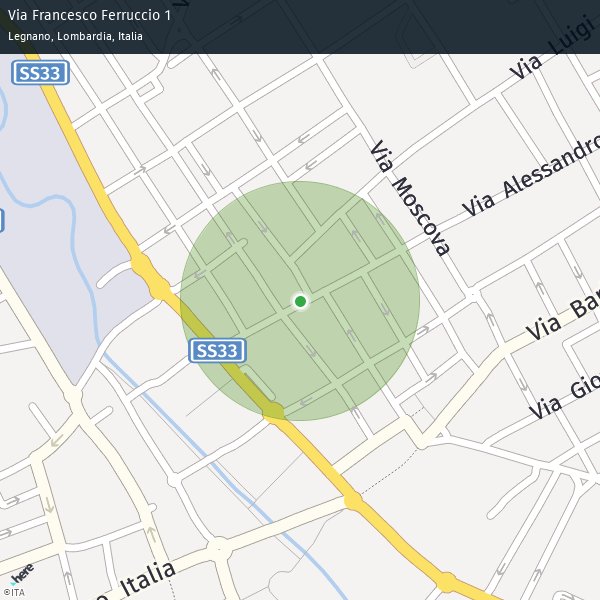 Via Francesco Ferruccio 1
Legnano, Lombardia, Italia
Via Luigi
SS33
Via Moscova
Via Alessandro
SS33
Via Bar
Via Gio
Italia
here
©ITA